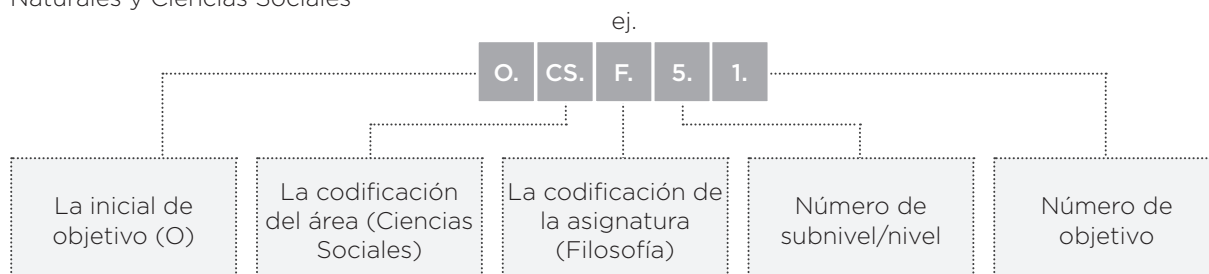 Naturales y Ciencias Sociales
ej.
O. CS. F. 5. 1.
La inicial de
objetivo (O)
La codificación
del área (Ciencias
Sociales)
La codificación de
la asignatura
(Filosofía)
Número de
subnivel/nivel
Número de
objetivo